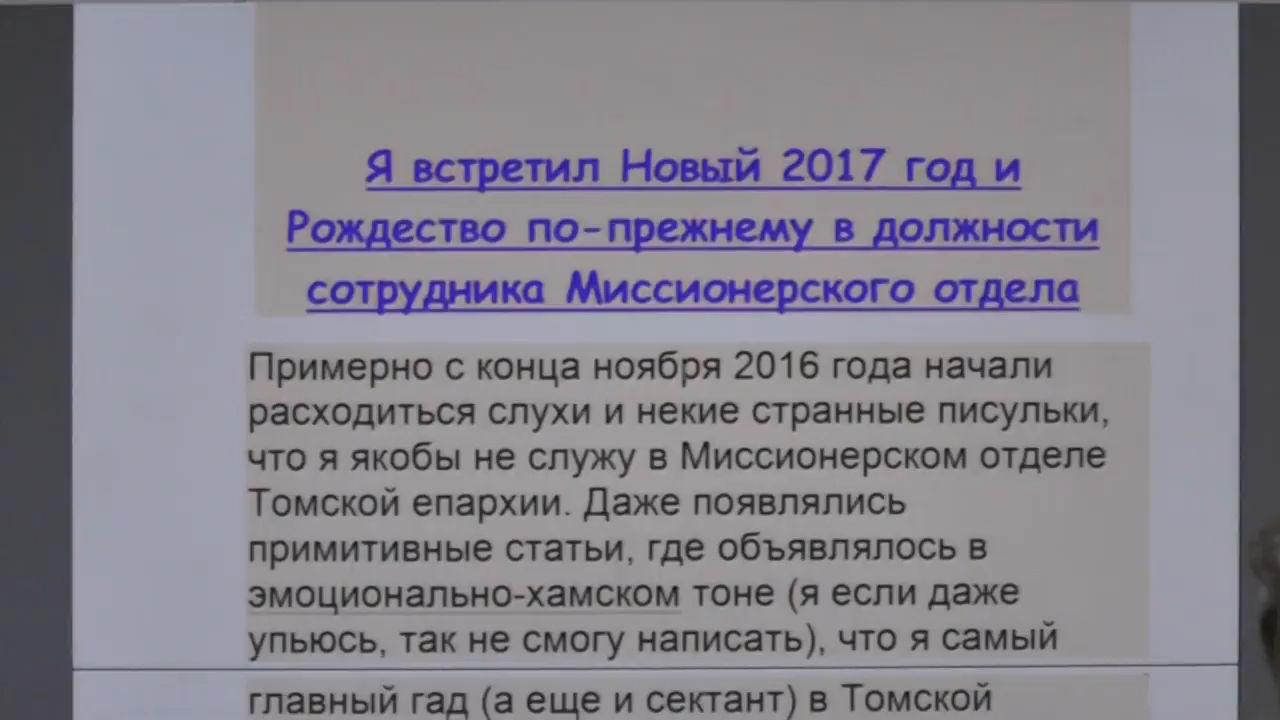 Я встретил Новый 2017 год и
Рождество по-прежнему в должности
сотрудника Миссионерского отдела
Примерно с конца ноября 2016 года начали
расходиться слухи и некие странные писульки,
что я якобы не служу в Миссионерском отделе
Томской епархии. Даже появлялись
примитивные статьи, где объявлялось в
эмоционально-хамском тоне (я если даже
упьюсь, так не смогу написать), что я самый
главный гад (а еще и сектант) в Томской